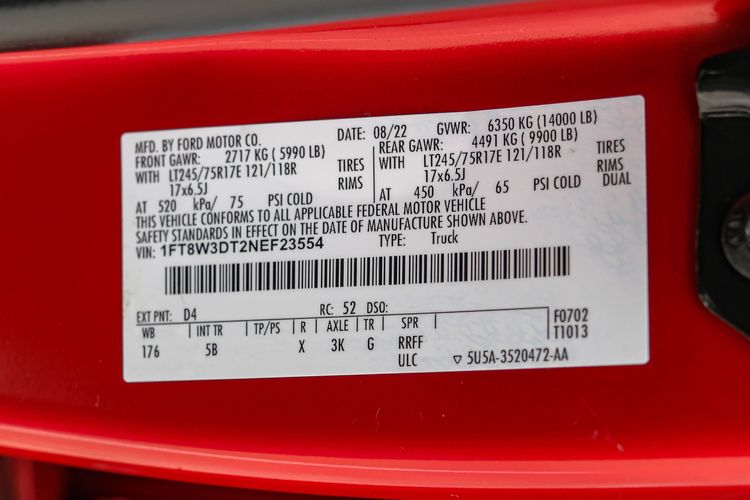 MFD. BY FORD MOTOR CO. DATE: 08/22 GVWR: 6350 KG (14000 LB)
FRONT GAWR: 2717 KG ( 5990 LB) REAR GAWR: 4491 KG ( 9900 LB)
WITH LT245/75R17E 121/118R TIRES WITH LT245/75R17E 121/118R TIRES
17x6.5J RIMS 17x6.5J RIMS
AT 520 kPa/ 75 PSI COLD AT 450 kPa/ 65 PSI COLD DUAL
THIS VEHICLE CONFORMS TO ALL APPLICABLE FEDERAL MOTOR VEHICLE
SAFETY STANDARDS IN EFFECT ON THE DATE OF MANUFACTURE SHOWN ABOVE.
VIN: 1FT8W3DT2NEF23554 TYPE: Truck
EXT PNT: D4 RC: 52 DSO: F0702
WB INT TR TP/PS R AXLE TR SPR T1013
176 5B X 3K G RRFF
ULC ▽ 5U5A-3520472-AA